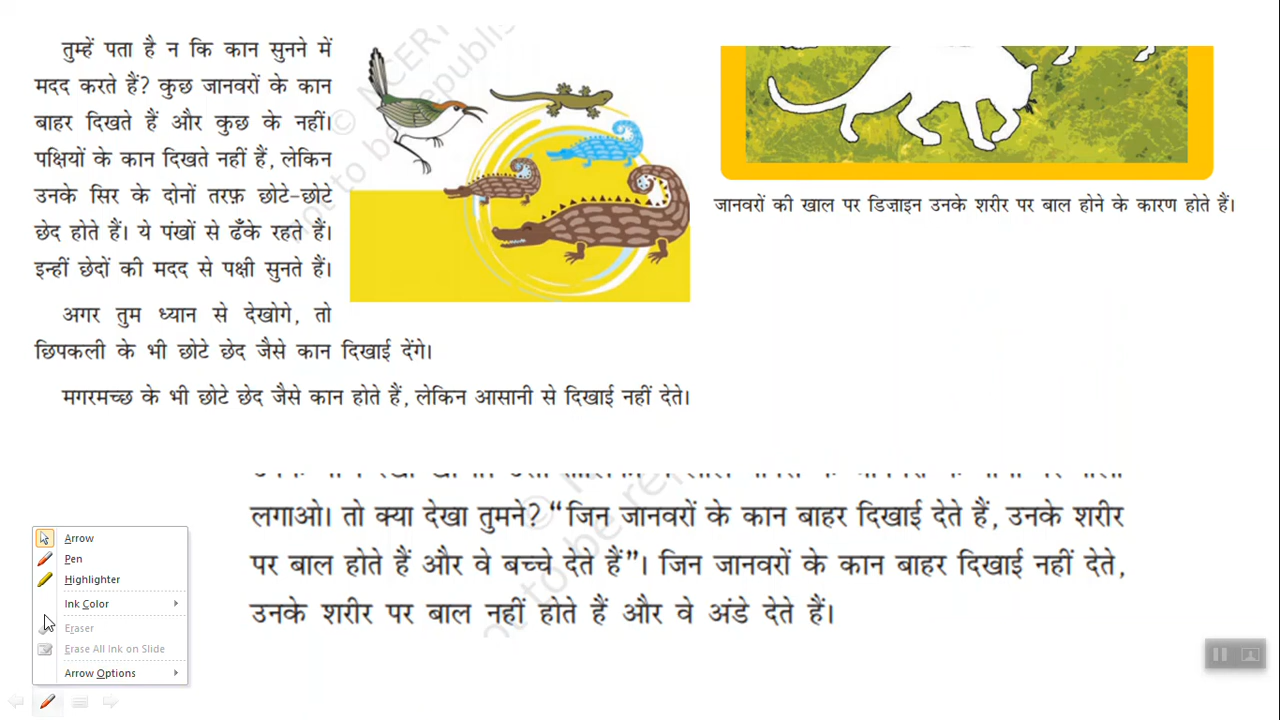 तुम्हें पता है न कि कान सुनने में
मदद करते हैं? कुछ जानवरों के कान
बाहर दिखते हैं और कुछ के नहीं।
पक्षियों के कान दिखते नहीं हैं, लेकिन
उनके सिर के दोनों तरफ़ छोटे-छोटे
छेद होते हैं। ये पंखों से ढँके रहते हैं।
इन्हीं छेदों की मदद से पक्षी सुनते हैं।
अगर तुम ध्यान से देखोगे, तो
छिपकली के भी छोटे छेद जैसे कान दिखाई देंगे।
मगरमच्छ के भी छोटे छेद जैसे कान होते हैं, लेकिन आसानी से दिखाई नहीं देते।
जानवरों की खाल पर डिज़ाइन उनके शरीर पर बाल होने के कारण होते हैं।
लगाओ। तो क्या देखा तुमने? “जिन जानवरों के कान बाहर दिखाई देते हैं, उनके शरीर
पर बाल होते हैं और वे बच्चे देते हैं”। जिन जानवरों के कान बाहर दिखाई नहीं देते,
उनके शरीर पर बाल नहीं होते हैं और वे अंडे देते हैं।
Arrow
Pen
Highlighter
Ink Color
Eraser
Erase All Ink on Slide
Arrow Options